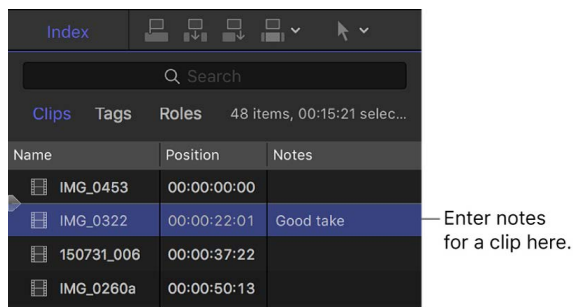 Index
Search
Clips Tags Roles 48 items, 00:15:21 selec...
Name Position Notes
IMG_0453 00:00:00:00
IMG_0322 00:00:22:01 Good take
150731_006 00:00:37:22
IMG_0260a 00:00:50:13
Enter notes
for a clip here.